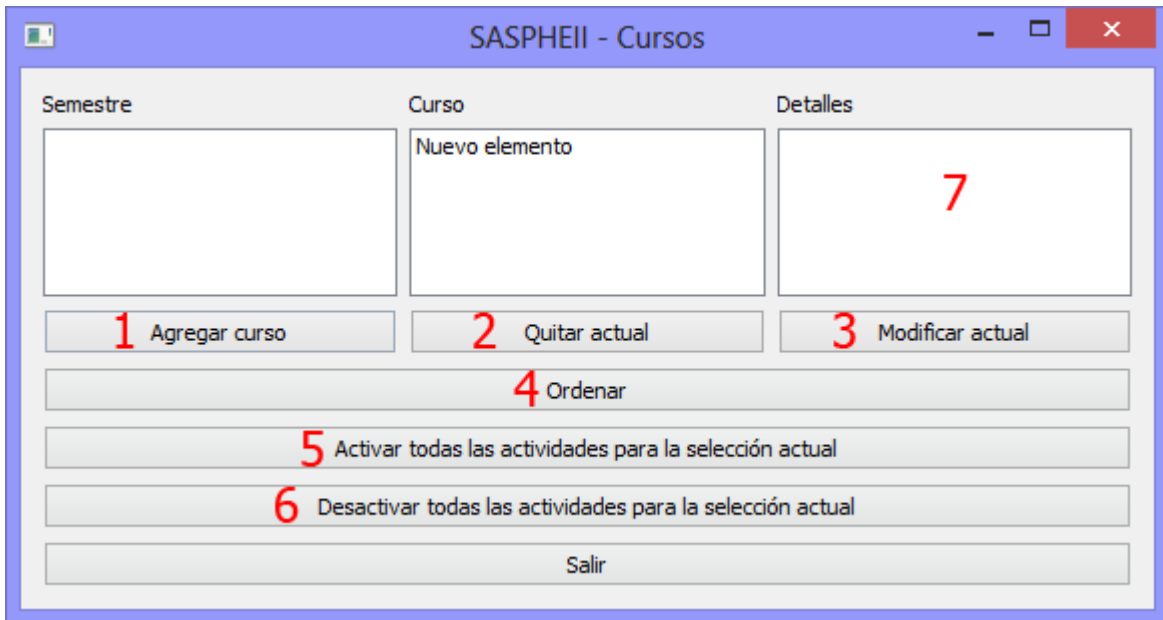 SASPHEII - Cursos
Semestre Curso Detalles
Nuevo elemento
7
1 Agregar curso 2 Quitar actual 3 Modificar actual
4 Ordenar
5 Activar todas las actividades para la selección actual
6 Desactivar todas las actividades para la selección actual
Salir